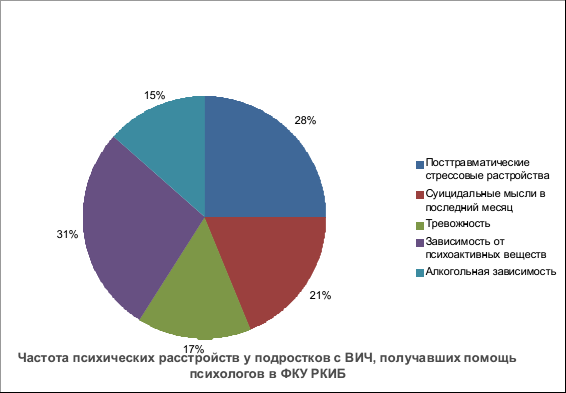 15%
28%
31%
21%
17%
Посттравматические
стрессовые растройства
Суицидальные мысли в
последний месяц
Тревожность
Зависимость от
психоактивных веществ
Алкогольная зависимость
Частота психических расстройств у подростков с ВИЧ, получавших помощь
психологов в ФКУ РКИБ